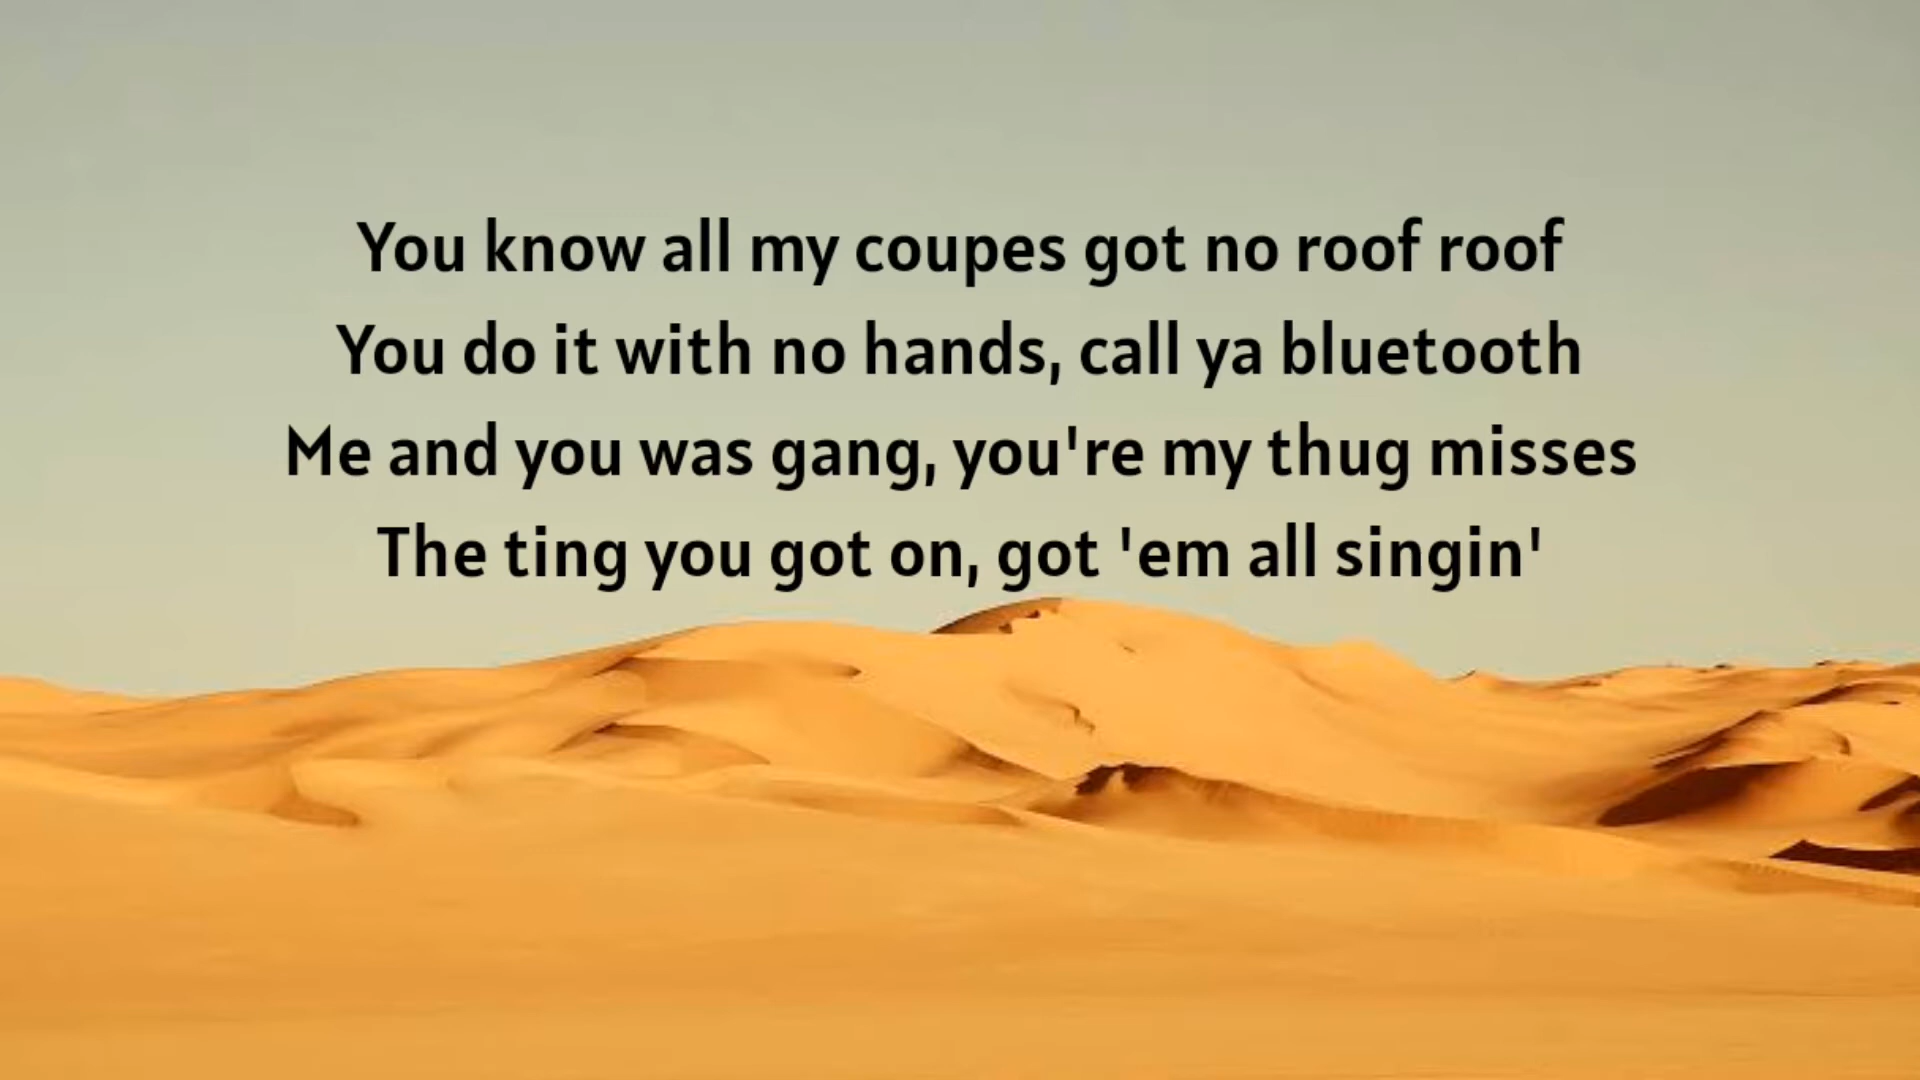 You know all my coupes got no roof roof
You do it with no hands, call ya bluetooth
Me and you was gang, you're my thug misses
The ting you got on, got 'em all singin'